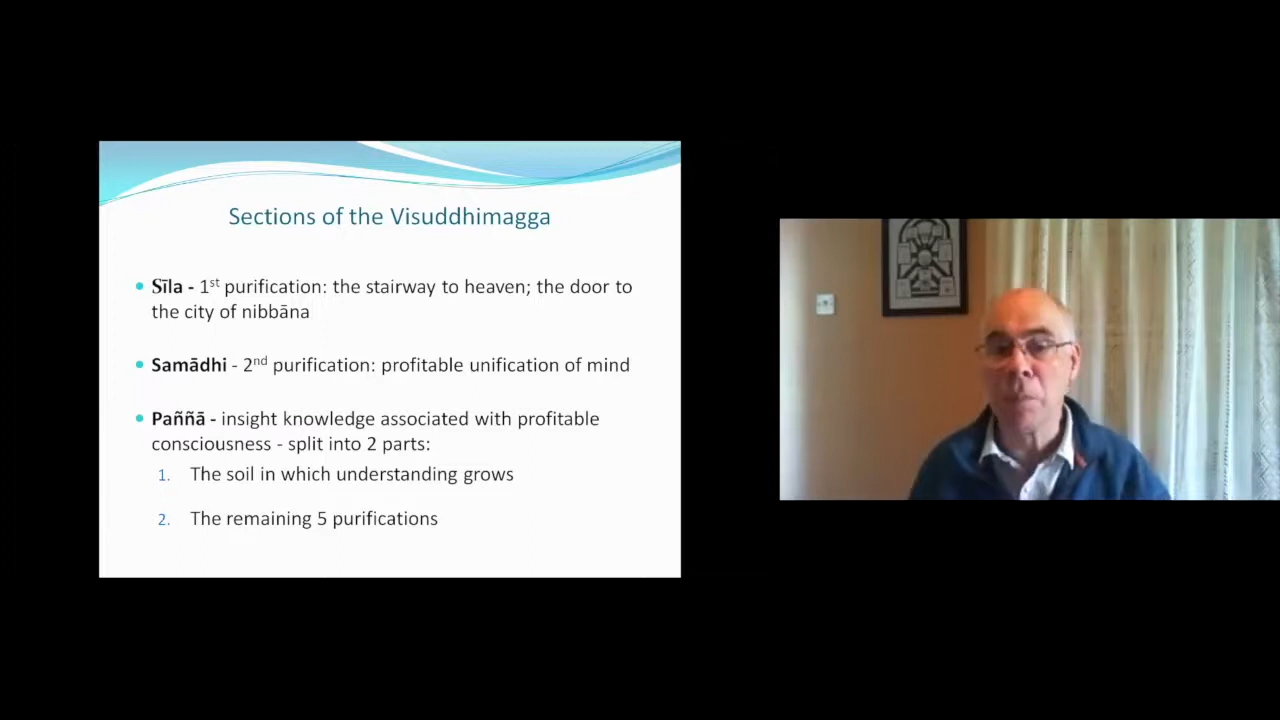 Sections of the Visuddhimagga
• Sīla - 1st purification: the stairway to heaven; the door to
the city of nibbāna
• Samādhi - 2nd purification: profitable unification of mind
• Paññā - insight knowledge associated with profitable
consciousness - split into 2 parts:
1. The soil in which understanding grows
2. The remaining 5 purifications